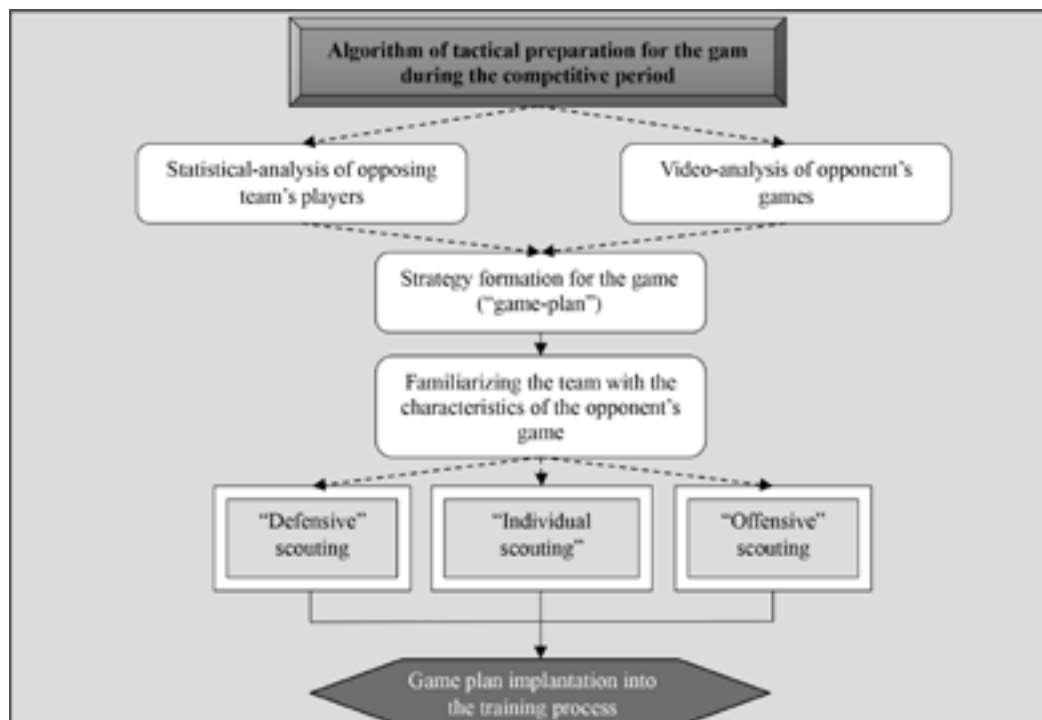 Algorithm of tactical preparation for the gam
during the competitive period
Statistical-analysis of opposing
team's players
Video-analysis of opponent's
games
Strategy formation for the game
(“game-plan”)
Familiarizing the team with the
characteristics of the opponent's
game
“Defensive”
scouting
“Individual
scouting”
“Offensive”
scouting
Game plan implantation into
the training process